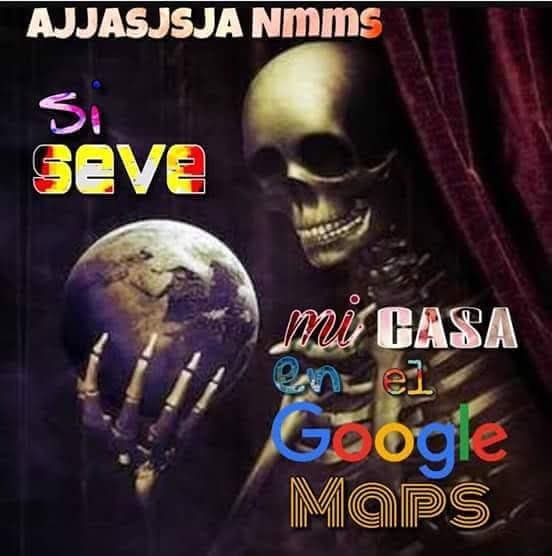 AJJASJSJA Nmms
Si
seve
mi CASA
en el
Google
Maps